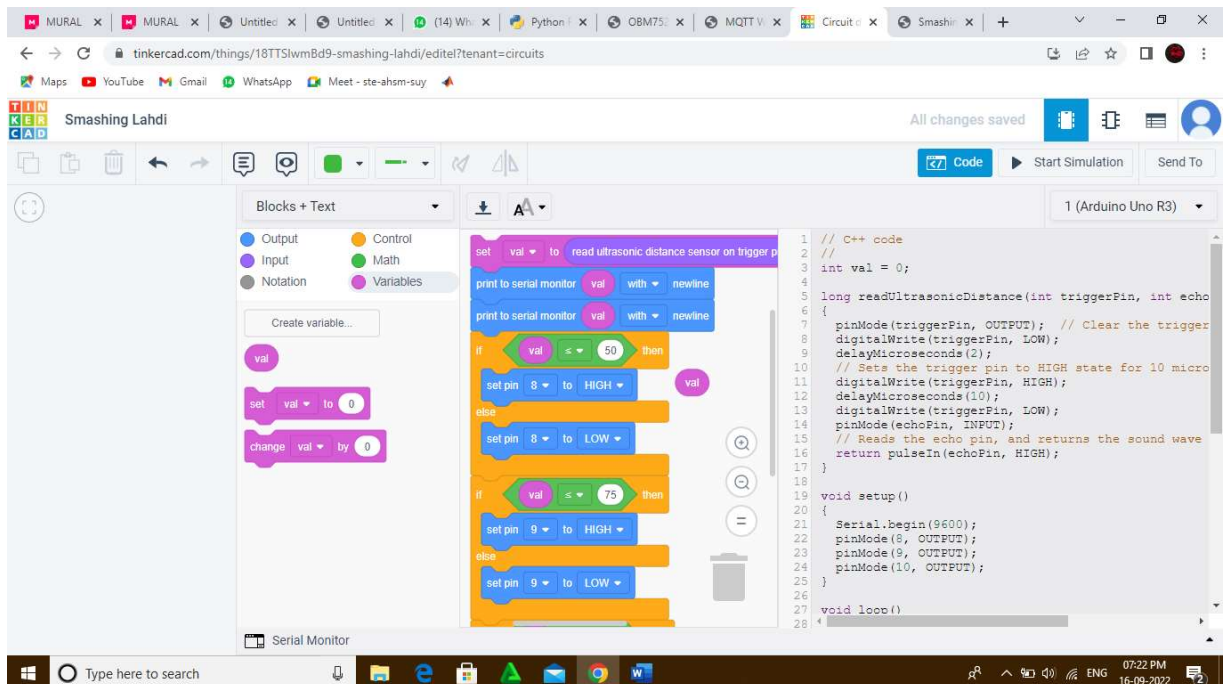 MURAL
MURAL
Untitled
Untitled
(14) Wh
Python
OBM75
MQTT
Circuit
Smashin
tinkercad.com/things/18TTSlwmBd9-smashing-lahdi/editel?tenant=circuits
Maps
YouTube
Gmail
WhatsApp
Meet - ste-ahsm-suy
TIN
KER
CAD
Smashing Lahdi
All changes saved
Code
Start Simulation
Send To
Blocks + Text
AA
1 (Arduino Uno R3)
Output
Control
Input
Math
Notation
Variables
Create variable...
val
set val to 0
change val by 0
set val to read ultrasonic distance sensor on trigger p
print to serial monitor val with newline
print to serial monitor val with newline
if val ≤ 50 then
set pin 8 to HIGH
val
else
set pin 8 to LOW
if val ≤ 75 then
set pin 9 to HIGH
else
set pin 9 to LOW
1 // C++ code
2 //
3 int val = 0;
4
5 long readUltrasonicDistance(int triggerPin, int echo
6 {
7 pinMode(triggerPin, OUTPUT); // Clear the trigger
8 digitalWrite(triggerPin, LOW);
9 delayMicroseconds(2);
10 // Sets the trigger pin to HIGH state for 10 micro
11 digitalWrite(triggerPin, HIGH);
12 delayMicroseconds(10);
13 digitalWrite(triggerPin, LOW);
14 pinMode(echoPin, INPUT);
15 // Reads the echo pin, and returns the sound wave
16 return pulseIn(echoPin, HIGH);
17 }
18
19 void setup()
20 {
21 Serial.begin(9600);
22 pinMode(8, OUTPUT);
23 pinMode(9, OUTPUT);
24 pinMode(10, OUTPUT);
25 }
26
27 void loop()
28
Serial Monitor
Type here to search
ENG
07:22 PM
16-09-2022